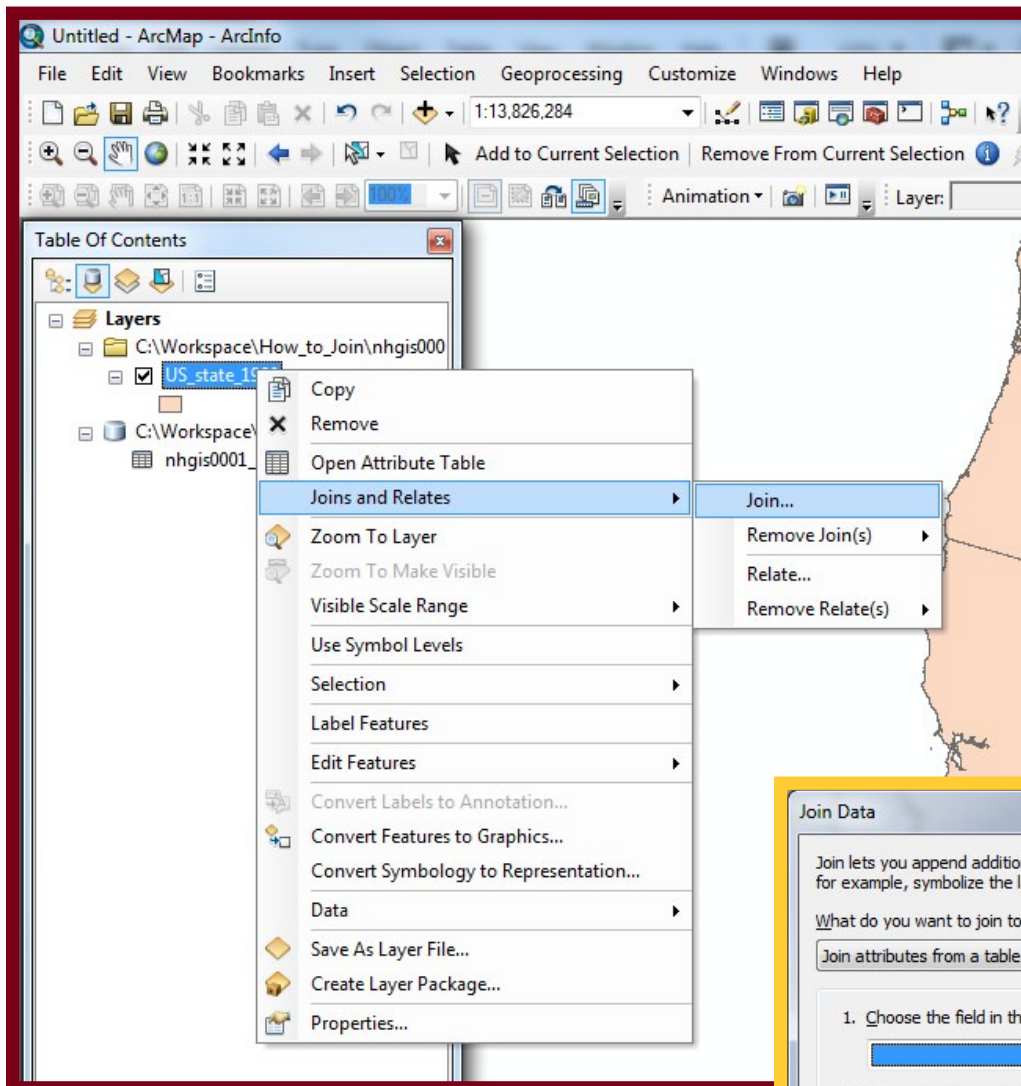 Untitled - ArcMap - ArcInfo
File Edit View Bookmarks Insert Selection Geoprocessing Customize Windows Help
1:13,826,284
Add to Current Selection Remove From Current Selection
100% Animation Layer:
Table Of Contents
Layers
C:\Workspace\How_to_Join\nhgis000
US_state_19
C:\Workspace\
nhgis0001_
Copy
Remove
Open Attribute Table
Joins and Relates
Zoom To Layer
Zoom To Make Visible
Visible Scale Range
Use Symbol Levels
Selection
Label Features
Edit Features
Convert Labels to Annotation...
Convert Features to Graphics...
Convert Symbology to Representation...
Data
Save As Layer File...
Create Layer Package...
Properties...
Join...
Remove Join(s)
Relate...
Remove Relate(s)
Join Data
Join lets you append additio
for example, symbolize the l
What do you want to join to
Join attributes from a table
1. Choose the field in th